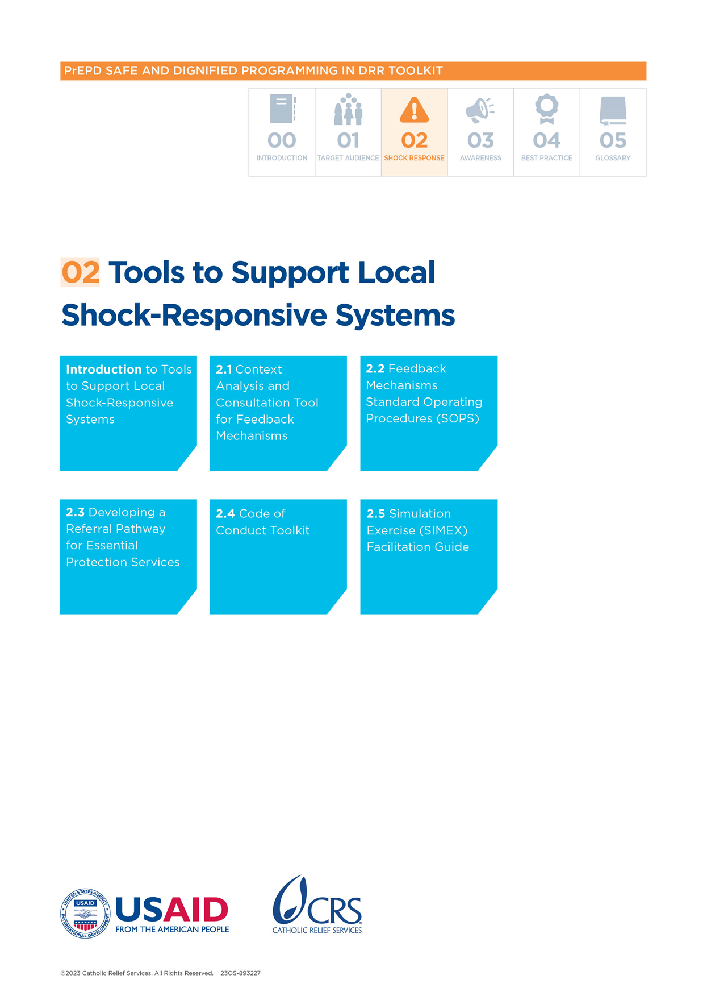 PrEPD SAFE AND DIGNIFIED PROGRAMMING IN DRR TOOLKIT
00
INTRODUCTION
01
TARGET AUDIENCE
02
SHOCK RESPONSE
03
AWARENESS
04
BEST PRACTICE
05
GLOSSARY
02 Tools to Support Local
Shock-Responsive Systems
Introduction to Tools
to Support Local
Shock-Responsive
Systems
2.1 Context
Analysis and
Consultation Tool
for Feedback
Mechanisms
2.2 Feedback
Mechanisms
Standard Operating
Procedures (SOPS)
2.3 Developing a
Referral Pathway
for Essential
Protection Services
2.4 Code of
Conduct Toolkit
2.5 Simulation
Exercise (SIMEX)
Facilitation Guide
UNITED STATES AGENCY
USAID
INTERNATIONAL DEVELOPMENT
USAID
FROM THE AMERICAN PEOPLE
CRS®
CATHOLIC RELIEF SERVICES
©2023 Catholic Relief Services. All Rights Reserved. 23OS-893227